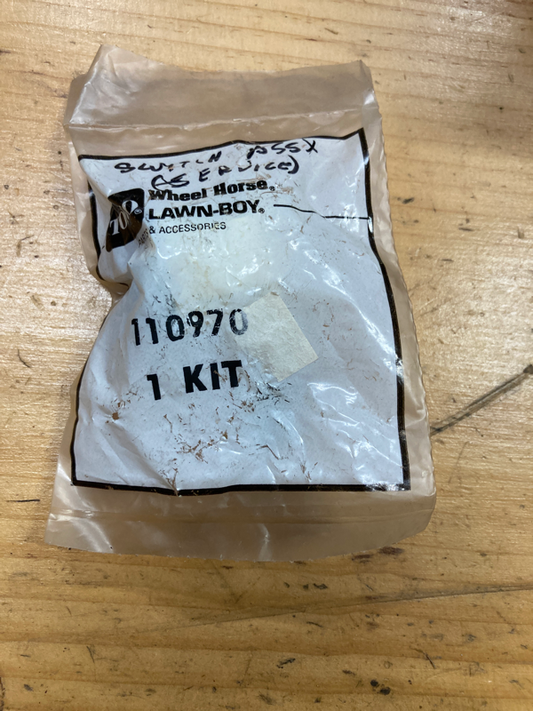 SWITCH ASSY
(SERVICE)
Wheel Horse®
LAWN-BOY®
& ACCESSORIES
110970
1 KIT